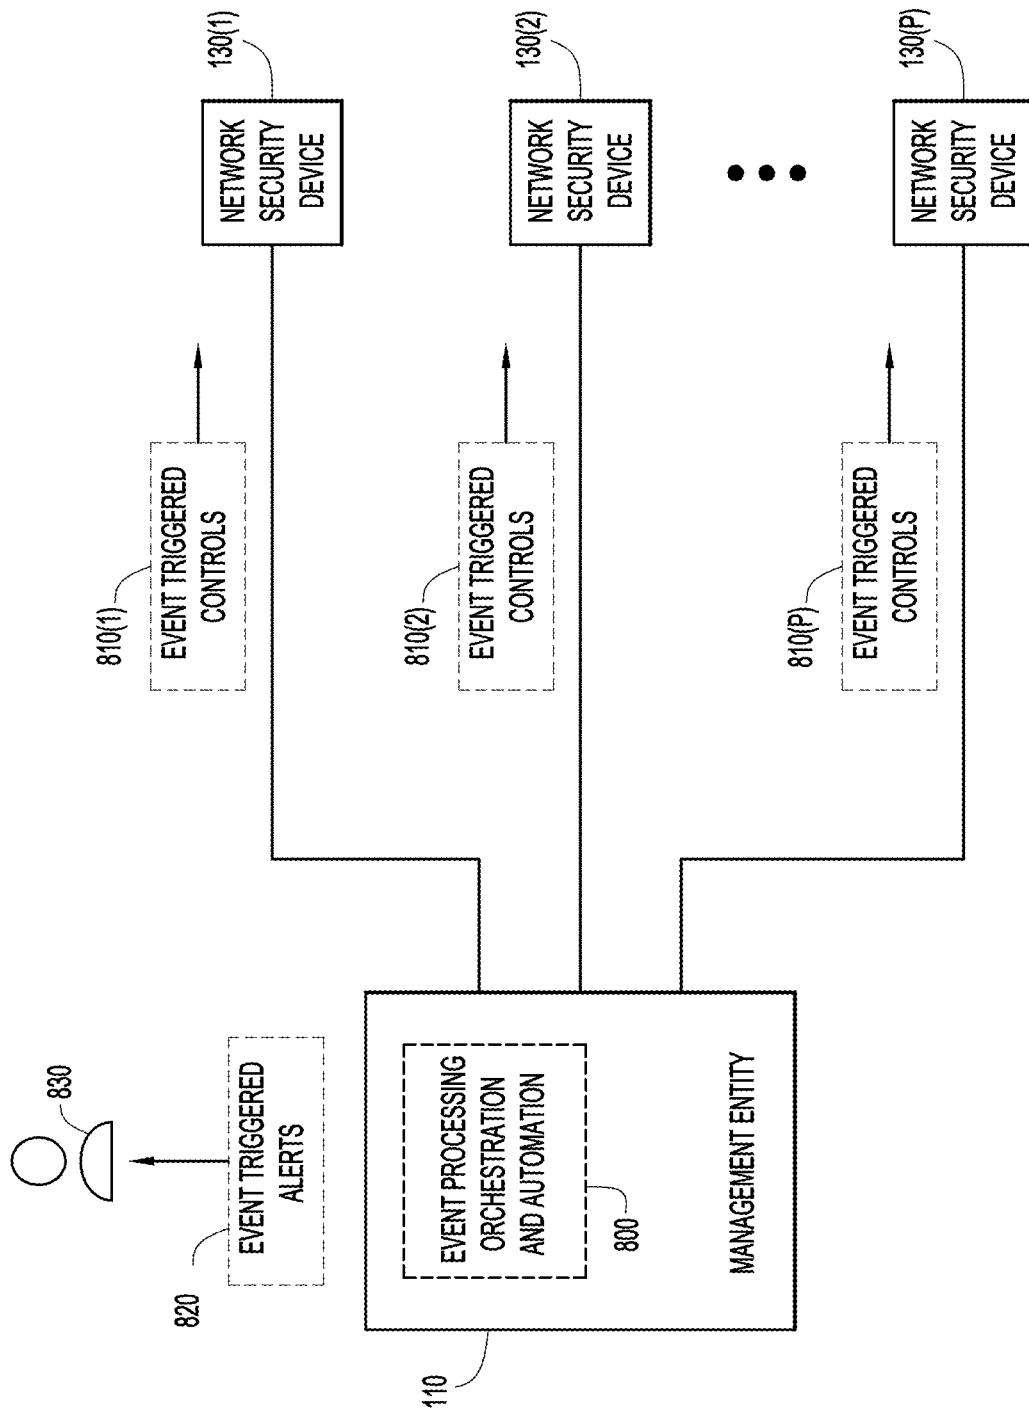 830
820
EVENT TRIGGERED
ALERTS
110
EVENT PROCESSING
ORCHESTRATION
AND AUTOMATION
800
MANAGEMENT ENTITY
810(1)
EVENT TRIGGERED
CONTROLS
130(1)
NETWORK
SECURITY
DEVICE
810(2)
EVENT TRIGGERED
CONTROLS
130(2)
NETWORK
SECURITY
DEVICE
810(P)
EVENT TRIGGERED
CONTROLS
130(P)
NETWORK
SECURITY
DEVICE